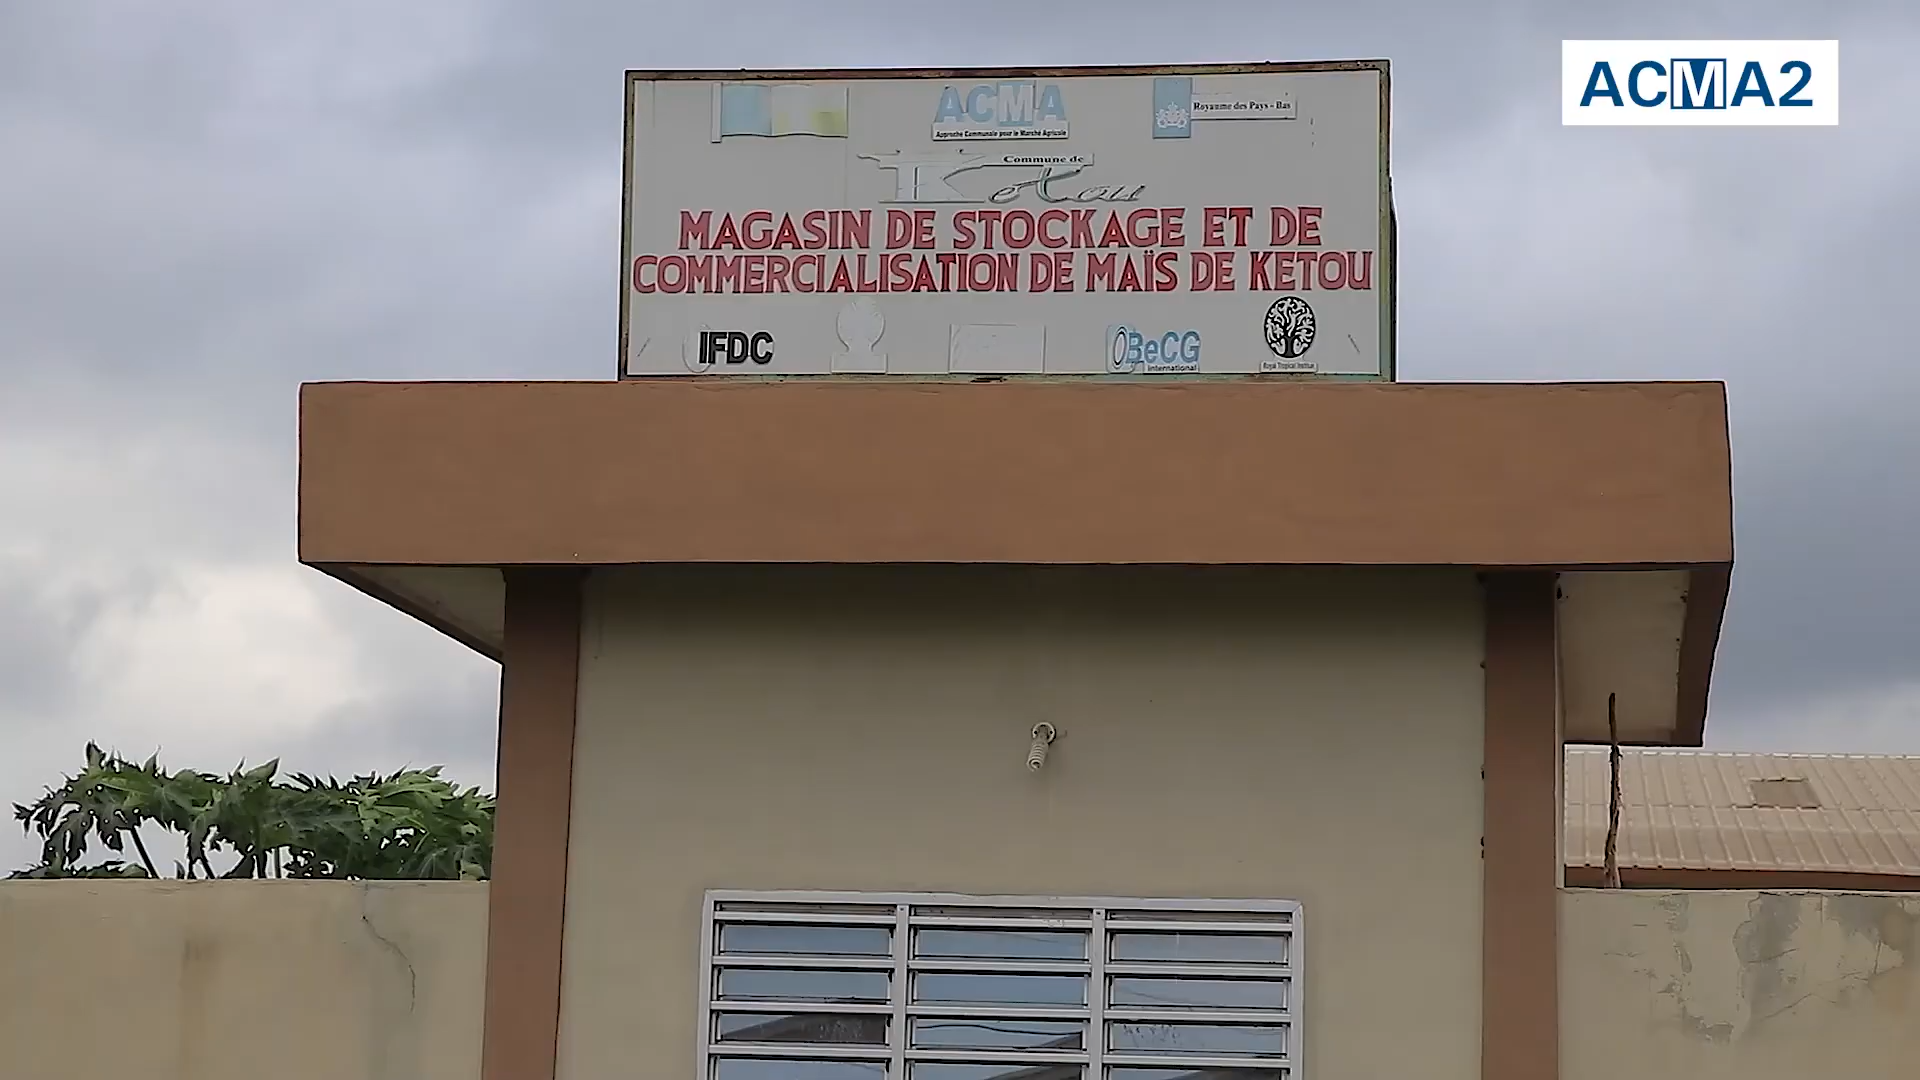 ACMA2
ACMA
Approche Communale pour le Marché Agricole
Royaume des Pays-Bas
Commune de
Ketou
MAGASIN DE STOCKAGE ET DE
COMMERCIALISATION DE MAÏS DE KETOU
IFDC
BeCG
International
Royal Tropical Institute